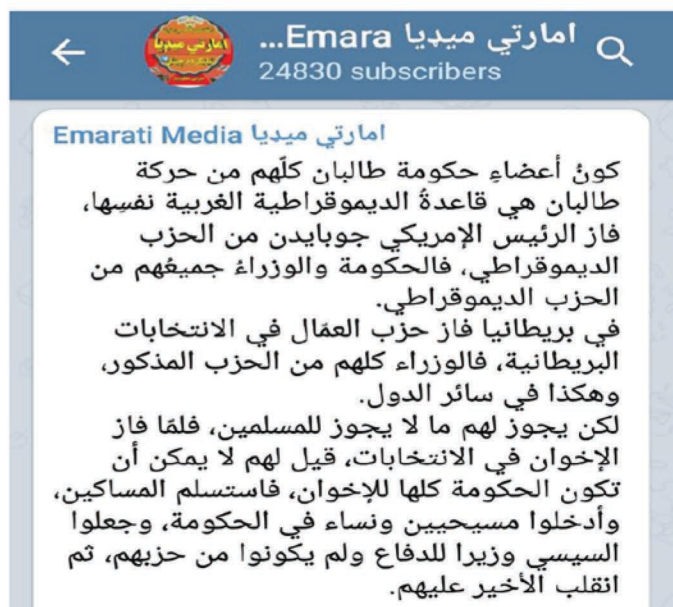 امارتي ميډيا Emara...
24830 subscribers
امارتي ميډيا Emarati Media
كونُ أعضاءِ حكومة طالبان كلّهم من حركة
طالبان هي قاعدةُ الديموقراطية الغربية نفسِها،
فاز الرئيس الإمريكي جوبايدن من الحزب
الديموقراطي، فالحكومة والوزراءُ جميعُهم من
الحزب الديموقراطي.
في بريطانيا فاز حزب العمّال في الانتخابات
البريطانية، فالوزراء كلهم من الحزب المذكور،
وهكذا في سائر الدول.
لكن يجوز لهم ما لا يجوز للمسلمين، فلمّا فاز
الإخوان في الانتخابات، قيل لهم لا يمكن أن
تكون الحكومة كلها للإخوان، فاستسلم المساكين،
وأدخلوا مسيحيين ونساء في الحكومة، وجعلوا
السيسي وزيرا للدفاع ولم يكونوا من حزبهم، ثم
انقلب الأخير عليهم.